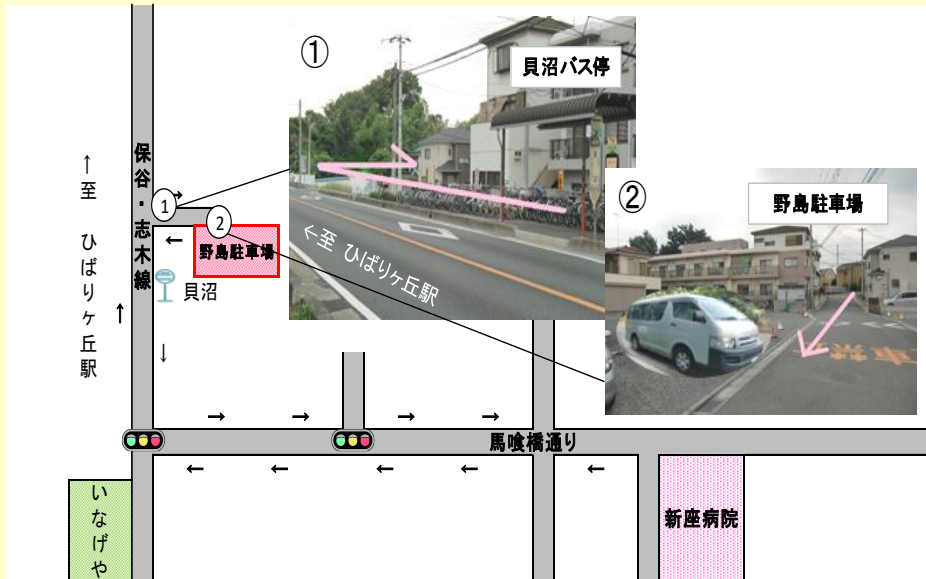 ①
貝沼バス停
←至 ひばりヶ丘駅
②
野島駐車場
↑至 ひばりヶ丘駅
保谷・志木線
1
2
野島駐車場
貝沼
馬喰橋通り
いなげや
新座病院